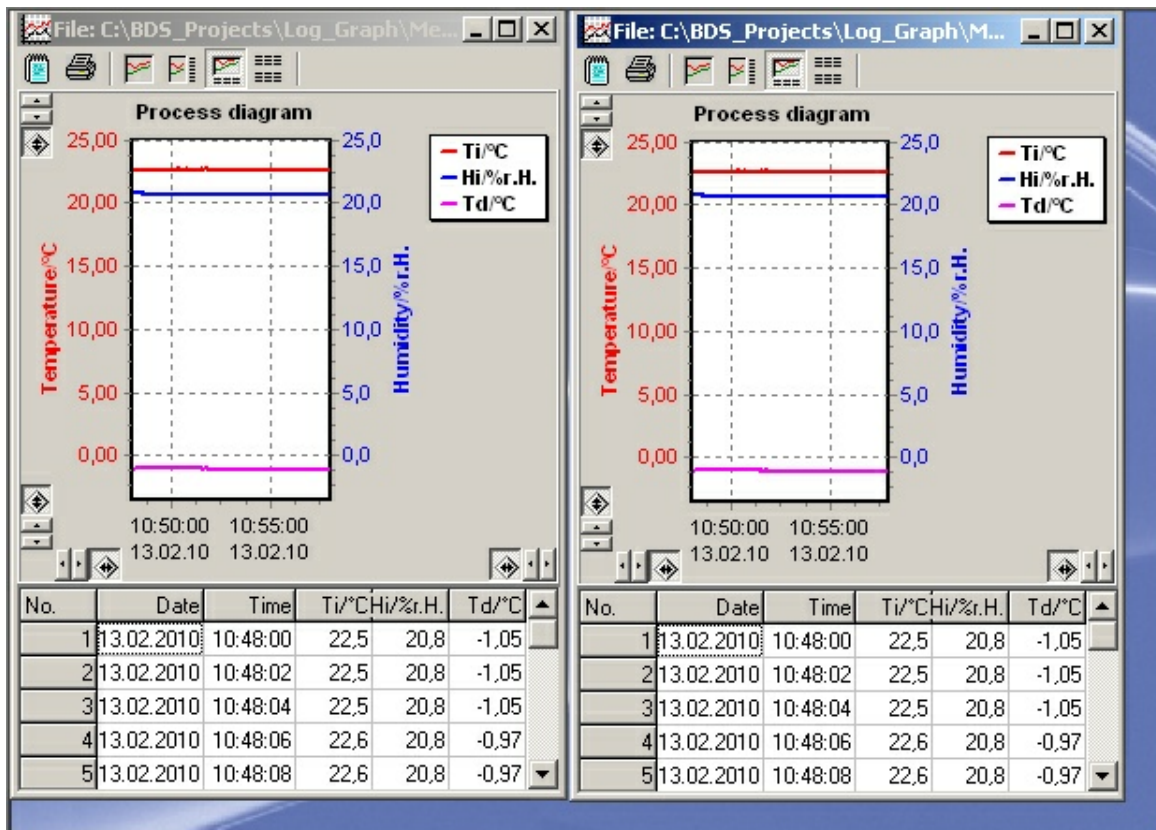 File: C:\BDS_Projects\Log_Graph\Me...
Process diagram
25,00
20,00
15,00
10,00
5,00
0,00
Temperature/°C
25,0
20,0
15,0
10,0
5,0
0,0
Humidity/%r.H.
Ti/°C
Hi/%r.H.
Td/°C
10:50:00 10:55:00
13.02.10 13.02.10
No. Date Time Ti/°C Hi/%r.H. Td/°C
1 13.02.2010 10:48:00 22,5 20,8 -1,05
2 13.02.2010 10:48:02 22,5 20,8 -1,05
3 13.02.2010 10:48:04 22,5 20,8 -1,05
4 13.02.2010 10:48:06 22,6 20,8 -0,97
5 13.02.2010 10:48:08 22,6 20,8 -0,97
File: C:\BDS_Projects\Log_Graph\M...
Process diagram
25,00
20,00
15,00
10,00
5,00
0,00
Temperature/°C
25,0
20,0
15,0
10,0
5,0
0,0
Humidity/%r.H.
Ti/°C
Hi/%r.H.
Td/°C
10:50:00 10:55:00
13.02.10 13.02.10
No. Date Time Ti/°C Hi/%r.H. Td/°C
1 13.02.2010 10:48:00 22,5 20,8 -1,05
2 13.02.2010 10:48:02 22,5 20,8 -1,05
3 13.02.2010 10:48:04 22,5 20,8 -1,05
4 13.02.2010 10:48:06 22,6 20,8 -0,97
5 13.02.2010 10:48:08 22,6 20,8 -0,97